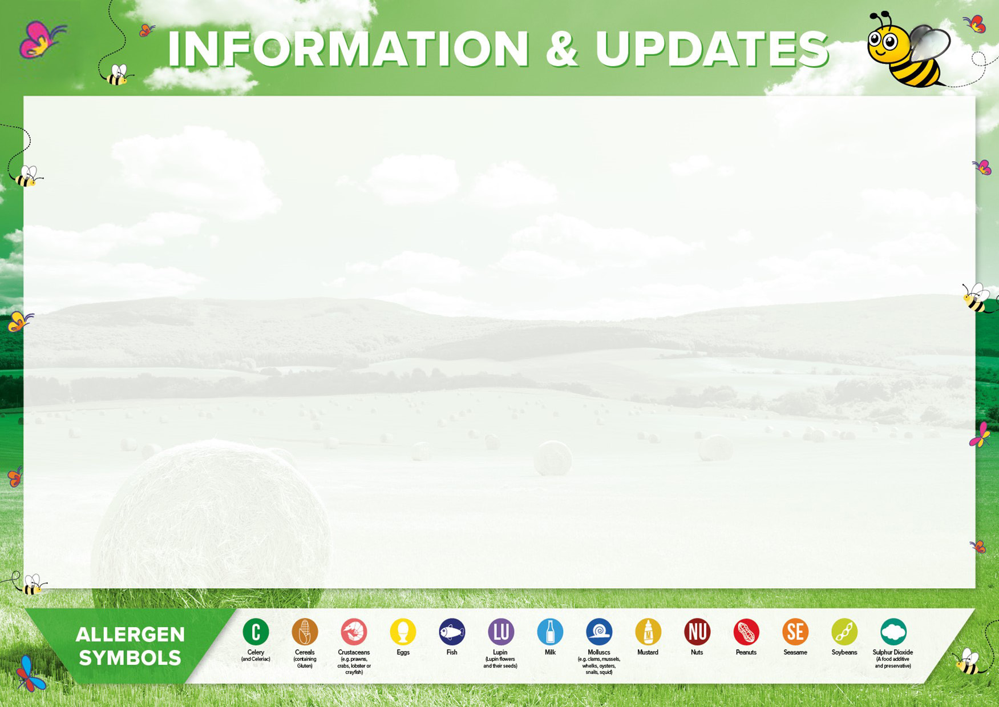 INFORMATION & UPDATES
ALLERGEN
SYMBOLS
C
Celery
(and Celeriac)
Cereals
(containing
Gluten)
Crustaceans
(e.g. prawns,
crabs, lobster or
crayfish)
Eggs
Fish
LU
Lupin
(Lupin flowers
and their seeds)
Milk
Molluscs
(e.g. clams, mussels,
whelks, oysters,
snails, squid)
M
Mustard
NU
Nuts
Peanuts
SE
Seasame
Soybeans
Sulphur Dioxide
(A food additive
and preservative)